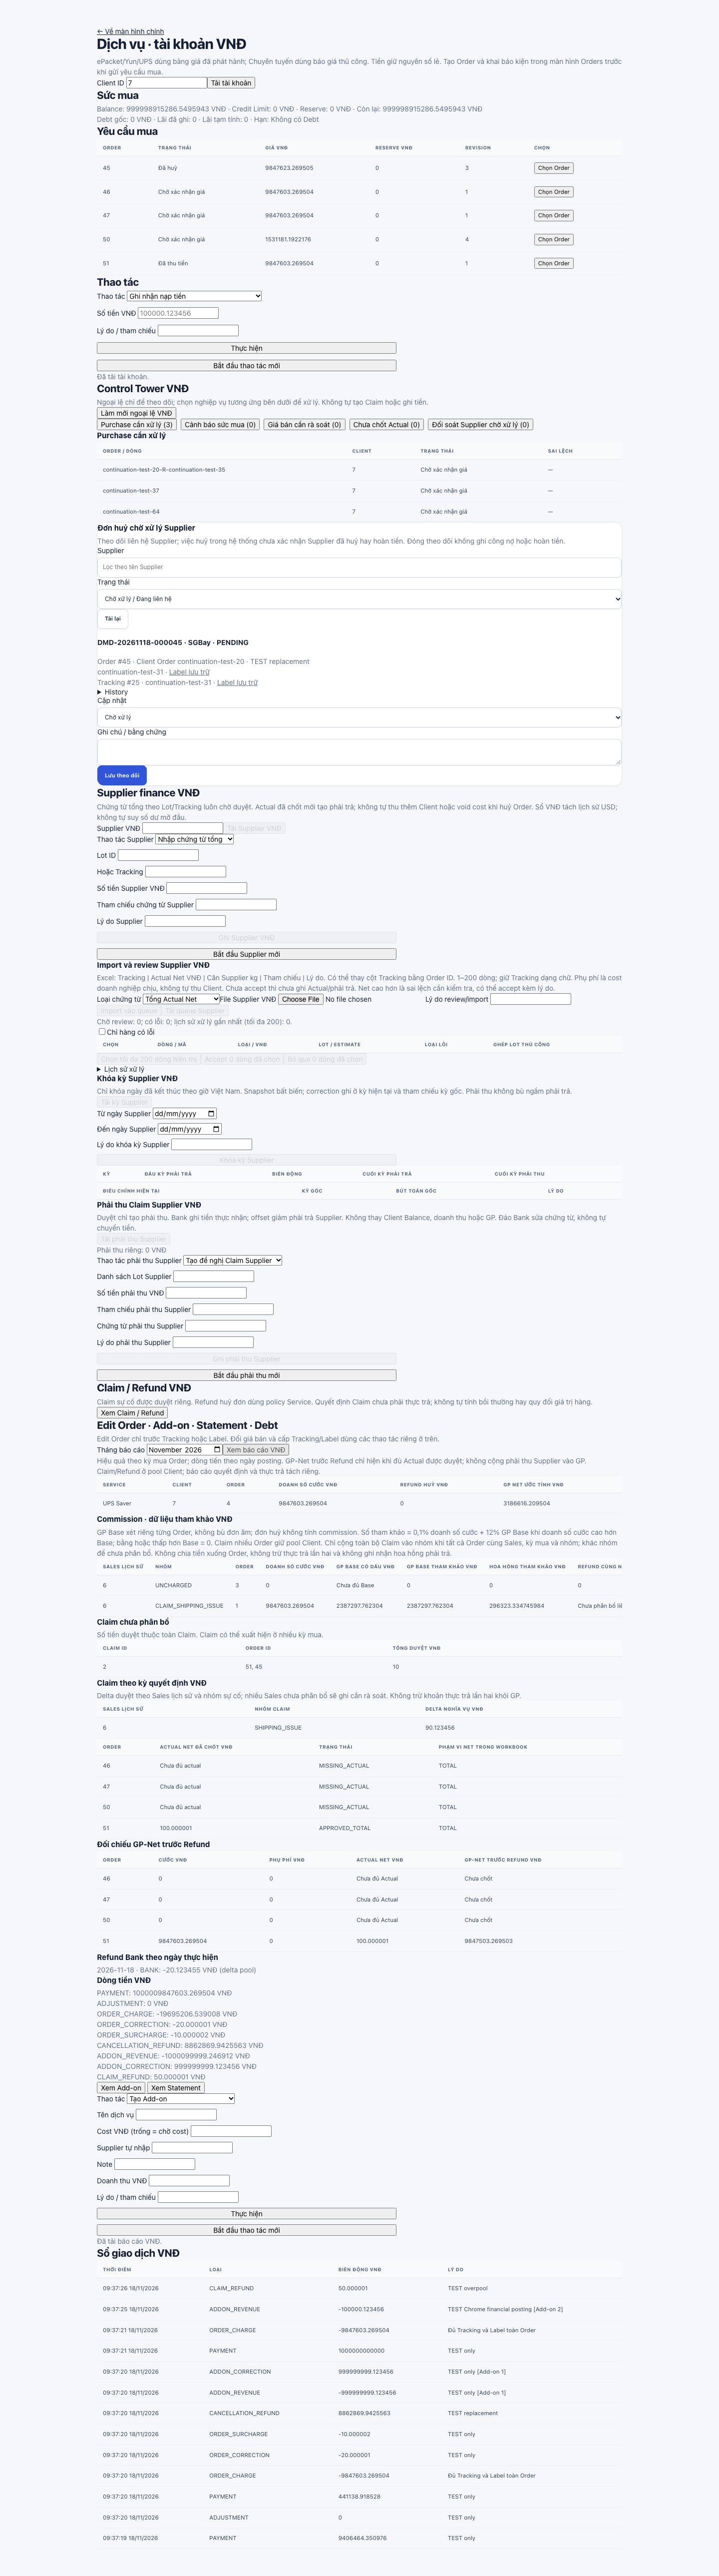 ← Về màn hình chính
Dịch vụ · tài khoản VNĐ
ePacket/Yun/UPS dùng bảng giá đã phát hành; Chuyên tuyến dùng báo giá thủ công. Tiền giữ nguyên số lẻ. Tạo Order và khai báo kiện trong màn hình Orders trước
khi gửi yêu cầu mua.
Client ID 7 Tải tài khoản
Sức mua
Balance: 999998915286.5495943 VNĐ · Credit Limit: 0 VNĐ · Reserve: 0 VNĐ · Còn lại: 999998915286.5495943 VNĐ
Debt gốc: 0 VNĐ · Lãi đã ghi: 0 · Lãi tạm tính: 0 · Hạn: Không có Debt
Yêu cầu mua
ORDER TRẠNG THÁI GIÁ VNĐ RESERVE VNĐ REVISION CHỌN
45 Đã huỷ 9847623.269505 0 3 Chọn Order
46 Chờ xác nhận giá 9847603.269504 0 1 Chọn Order
47 Chờ xác nhận giá 9847603.269504 0 1 Chọn Order
50 Chờ xác nhận giá 1531181.1922176 0 4 Chọn Order
51 Đã thu tiền 9847603.269504 0 1 Chọn Order
Thao tác
Thao tác Ghi nhận nạp tiền
Số tiền VNĐ 100000.123456
Lý do / tham chiếu
Thực hiện
Bắt đầu thao tác mới
Đã tải tài khoản.
Control Tower VNĐ
Ngoại lệ chỉ để theo dõi; chọn nghiệp vụ tương ứng bên dưới để xử lý. Không tự tạo Claim hoặc ghi tiền.
Làm mới ngoại lệ VNĐ
Purchase cần xử lý (3) Cảnh báo sức mua (0) Giá bán cần rà soát (0) Chưa chốt Actual (0) Đối soát Supplier chờ xử lý (0)
Purchase cần xử lý
ORDER / DÒNG CLIENT TRẠNG THÁI SAI LỆCH
continuation-test-20-R-continuation-test-35 7 Chờ xác nhận giá —
continuation-test-37 7 Chờ xác nhận giá —
continuation-test-64 7 Chờ xác nhận giá —
Đơn huỷ chờ xử lý Supplier
Theo dõi liên hệ Supplier; việc huỷ trong hệ thống chưa xác nhận Supplier đã huỷ hay hoàn tiền. Đóng theo dõi không ghi công nợ hoặc hoàn tiền.
Supplier
Lọc theo tên Supplier
Trạng thái
Chờ xử lý / Đang liên hệ
Tải lại
DMD-20261118-000045 · SGBay · PENDING
Order #45 · Client Order continuation-test-20 · TEST replacement
continuation-test-31 · Label lưu trữ
Tracking #25 · continuation-test-31 · Label lưu trữ
▶ History
Cập nhật
Chờ xử lý
Ghi chú / bằng chứng
Lưu theo dõi
Supplier finance VNĐ
Chứng từ tổng theo Lot/Tracking luôn chờ duyệt. Actual đã chốt mới tạo phải trả; không tự thu thêm Client hoặc void cost khi huỷ Order. Số VNĐ tách lịch sử USD;
không tự suy số dư mở đầu.
Supplier VNĐ Tải Supplier VNĐ
Thao tác Supplier Nhập chứng từ tổng
Lot ID
Hoặc Tracking
Số tiền Supplier VNĐ
Tham chiếu chứng từ Supplier
Lý do Supplier
Ghi Supplier VNĐ
Bắt đầu Supplier mới
Import và review Supplier VNĐ
Excel: Tracking | Actual Net VNĐ | Cân Supplier kg | Tham chiếu | Lý do. Có thể thay cột Tracking bằng Order ID. 1–200 dòng; giữ Tracking dạng chữ. Phụ phí là cost
doanh nghiệp chịu, không tự thu Client. Chưa accept thì chưa ghi Actual/phải trả. Net cao hơn là sai lệch cần kiểm tra, có thể accept kèm lý do.
Loại chứng từ Tổng Actual Net File Supplier VNĐ Choose File No file chosen Lý do review/import
Import vào queue Tải queue Supplier
Chờ review: 0; có lỗi: 0; lịch sử xử lý gần nhất (tối đa 200): 0.
Chỉ hàng có lỗi
CHỌN DÒNG / MÃ LOẠI / VNĐ LOT / ESTIMATE LOẠI LỖI GHÉP LOT THỦ CÔNG
Chọn tối đa 200 dòng hiển thị Accept 0 dòng đã chọn Bỏ qua 0 dòng đã chọn
▶ Lịch sử xử lý
Khóa kỳ Supplier VNĐ
Chỉ khóa ngày đã kết thúc theo giờ Việt Nam. Snapshot bất biến; correction ghi ở kỳ hiện tại và tham chiếu kỳ gốc. Phải thu không bù ngầm phải trả.
Tải kỳ Supplier
Từ ngày Supplier dd/mm/yyyy
Đến ngày Supplier dd/mm/yyyy
Lý do khóa kỳ Supplier
Khóa kỳ Supplier
KỲ ĐẦU KỲ PHẢI TRẢ BIẾN ĐỘNG CUỐI KỲ PHẢI TRẢ CUỐI KỲ PHẢI THU
ĐIỀU CHỈNH HIỆN TẠI KỲ GỐC BÚT TOÁN GỐC LÝ DO
Phải thu Claim Supplier VNĐ
Duyệt chỉ tạo phải thu. Bank ghi tiền thực nhận; offset giảm phải trả Supplier. Không thay Client Balance, doanh thu hoặc GP. Đảo Bank sửa chứng từ, không tự
chuyển tiền.
Tải phải thu Supplier
Phải thu riêng: 0 VNĐ
Thao tác phải thu Supplier Tạo đề nghị Claim Supplier
Danh sách Lot Supplier
Số tiền phải thu VNĐ
Tham chiếu phải thu Supplier
Chứng từ phải thu Supplier
Lý do phải thu Supplier
Ghi phải thu Supplier
Bắt đầu phải thu mới
Claim / Refund VNĐ
Claim sự cố được duyệt riêng. Refund huỷ đơn dùng policy Service. Quyết định Claim chưa phải thực trả; không tự tính bồi thường hay quy đổi giá trị hàng.
Xem Claim / Refund
Edit Order · Add-on · Statement · Debt
Edit Order chỉ trước Tracking hoặc Label. Đổi giá bán và cấp Tracking/Label dùng các thao tác riêng ở trên.
Tháng báo cáo November 2026 Xem báo cáo VNĐ
Hiệu quả theo kỳ mua Order; dòng tiền theo ngày posting. GP-Net trước Refund chỉ hiện khi đủ Actual được duyệt; không cộng phải thu Supplier vào GP.
Claim/Refund ở pool Client; báo cáo quyết định và thực trả tách riêng.
SERVICE CLIENT ORDER DOANH SỐ CƯỚC VNĐ REFUND HUỶ VNĐ GP NET ƯỚC TÍNH VNĐ
UPS Saver 7 4 9847603.269504 0 3186616.209504
Commission · dữ liệu tham khảo VNĐ
GP Base xét riêng từng Order, không bù đơn âm; đơn huỷ không tính commission. Số tham khảo = 0,1% doanh số cước + 12% GP Base khi doanh số cước cao hơn
Base; bằng hoặc thấp hơn Base = 0. Claim nhiều Order giữ pool Client. Chỉ cộng toàn bộ Claim vào nhóm khi tất cả Order cùng Sales, kỳ mua và nhóm; khác nhóm
để chưa phân bổ. Không chia tiền xuống Order, không trừ thực trả lần hai và không ghi nhận hoa hồng phải trả.
SALES LỊCH SỬ NHÓM ORDER DOANH SỐ CƯỚC VNĐ GP BASE CÓ DẤU VNĐ GP BASE THAM KHẢO VNĐ HOA HỒNG THAM KHẢO VNĐ REFUND CÙNG N
6 UNCHARGED 3 0 Chưa đủ Base 0 0 0
6 CLAIM_SHIPPING_ISSUE 1 9847603.269504 2387297.762304 2387297.762304 296323.334745984 Chưa phân bổ liê
Claim chưa phân bổ
Số tiền duyệt thuộc toàn Claim. Claim có thể xuất hiện ở nhiều kỳ mua.
CLAIM ID ORDER ID TỔNG DUYỆT VNĐ
2 51, 45 10
Claim theo kỳ quyết định VNĐ
Delta duyệt theo Sales lịch sử và nhóm sự cố; nhiều Sales chưa phân bổ sẽ ghi cần rà soát. Không trừ khoản thực trả lần hai khỏi GP.
SALES LỊCH SỬ NHÓM CLAIM DELTA NGHĨA VỤ VNĐ
6 SHIPPING_ISSUE 90.123456
ORDER ACTUAL NET ĐÃ CHỐT VNĐ TRẠNG THÁI PHẠM VI NET TRONG WORKBOOK
46 Chưa đủ actual MISSING_ACTUAL TOTAL
47 Chưa đủ actual MISSING_ACTUAL TOTAL
50 Chưa đủ actual MISSING_ACTUAL TOTAL
51 100.000001 APPROVED_TOTAL TOTAL
Đối chiếu GP-Net trước Refund
ORDER CƯỚC VNĐ PHỤ PHÍ VNĐ ACTUAL NET VNĐ GP-NET TRƯỚC REFUND VNĐ
46 0 0 Chưa đủ Actual Chưa chốt
47 0 0 Chưa đủ Actual Chưa chốt
50 0 0 Chưa đủ Actual Chưa chốt
51 9847603.269504 0 100.000001 9847503.269503
Refund Bank theo ngày thực hiện
2026-11-18 · BANK: -20.123455 VNĐ (delta pool)
Dòng tiền VNĐ
PAYMENT: 1000009847603.269504 VNĐ
ADJUSTMENT: 0 VNĐ
ORDER_CHARGE: -19695206.539008 VNĐ
ORDER_CORRECTION: -20.000001 VNĐ
ORDER_SURCHARGE: -10.000002 VNĐ
CANCELLATION_REFUND: 8862869.9425563 VNĐ
ADDON_REVENUE: -1000099999.246912 VNĐ
ADDON_CORRECTION: 999999999.123456 VNĐ
CLAIM_REFUND: 50.000001 VNĐ
Xem Add-on Xem Statement
Thao tác Tạo Add-on
Tên dịch vụ
Cost VNĐ (trống = chờ cost)
Supplier tự nhập
Note
Doanh thu VNĐ
Lý do / tham chiếu
Thực hiện
Bắt đầu thao tác mới
Đã tải báo cáo VNĐ.
Sổ giao dịch VNĐ
THỜI ĐIỂM LOẠI BIẾN ĐỘNG VNĐ LÝ DO
09:37:26 18/11/2026 CLAIM_REFUND 50.000001 TEST overpool
09:37:25 18/11/2026 ADDON_REVENUE -100000.123456 TEST Chrome financial posting [Add-on 2]
09:37:21 18/11/2026 ORDER_CHARGE -9847603.269504 Đủ Tracking và Label toàn Order
09:37:21 18/11/2026 PAYMENT 1000000000000 TEST only
09:37:20 18/11/2026 ADDON_CORRECTION 999999999.123456 TEST only [Add-on 1]
09:37:20 18/11/2026 ADDON_REVENUE -999999999.123456 TEST only [Add-on 1]
09:37:20 18/11/2026 CANCELLATION_REFUND 8862869.9425563 TEST replacement
09:37:20 18/11/2026 ORDER_SURCHARGE -10.000002 TEST only
09:37:20 18/11/2026 ORDER_CORRECTION -20.000001 TEST only
09:37:20 18/11/2026 ORDER_CHARGE -9847603.269504 Đủ Tracking và Label toàn Order
09:37:20 18/11/2026 PAYMENT 441138.918528 TEST only
09:37:20 18/11/2026 ADJUSTMENT 0 TEST only
09:37:19 18/11/2026 PAYMENT 9406464.350976 TEST only